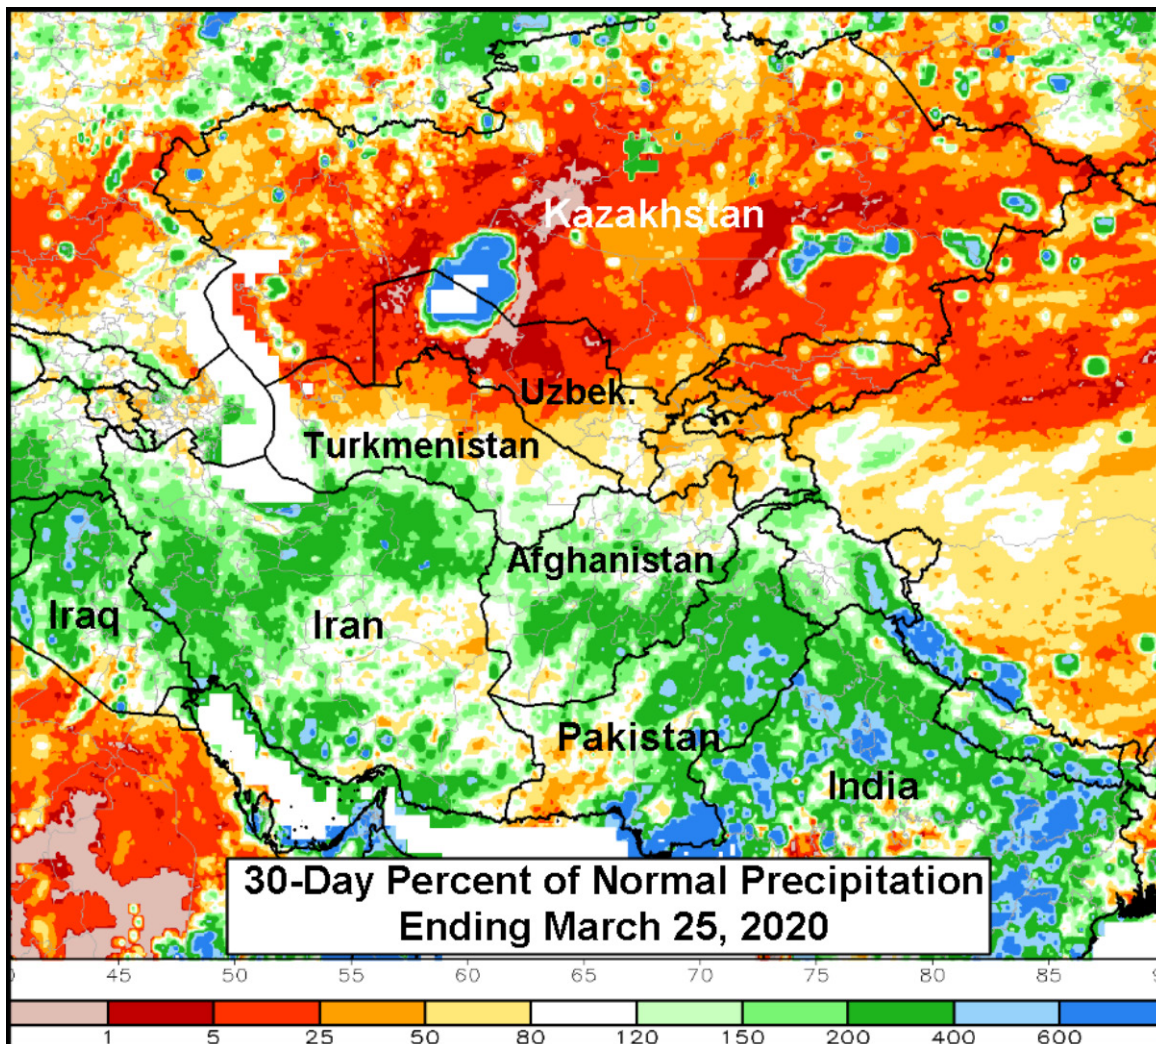 Kazakhstan
Uzbek.
Turkmenistan
Afghanistan
Iraq
Iran
Pakistan
India
30-Day Percent of Normal Precipitation
Ending March 25, 2020
45 50 55 60 65 70 75 80 85
1 5 25 50 80 120 150 200 400 600